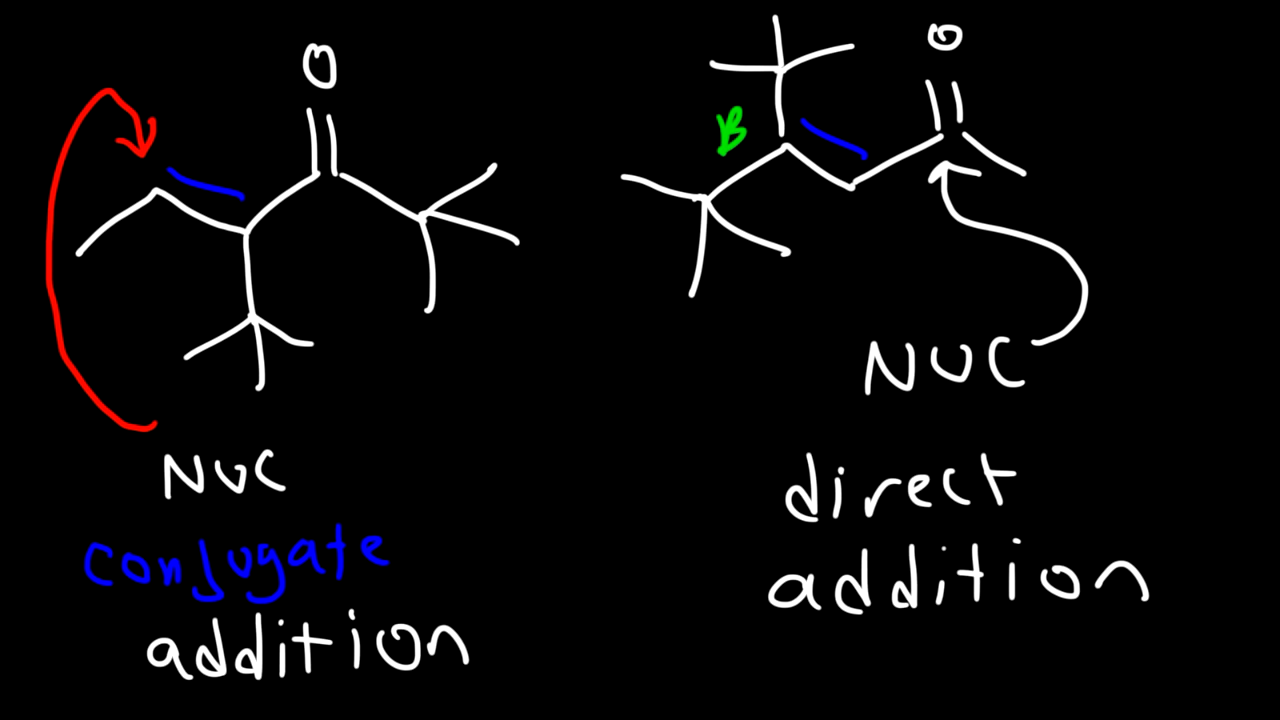 O
O
B
NUC
NUC
conjugate
addition
direct
addition